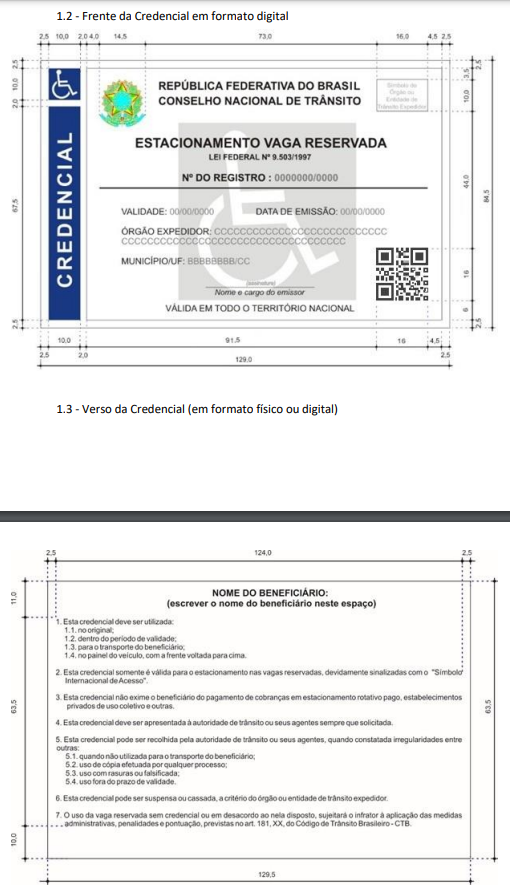 1.2 - Frente da Credencial em formato digital
2,5 10,0 2,0 4,0 14,5 73,0 16,0 4,5 2,5
REPÚBLICA FEDERATIVA DO BRASIL
CONSELHO NACIONAL DE TRÂNSITO
Símbolo do
Órgão ou
Entidade de
Trânsito Expedidor
ESTACIONAMENTO VAGA RESERVADA
LEI FEDERAL Nº 9.503/1997
Nº DO REGISTRO : 0000000/0000
CREDENCIAL
VALIDADE: 00/00/0000 DATA DE EMISSÃO: 00/00/0000
ÓRGÃO EXPEDIDOR: CCCCCCCCCCCCCCCCCCCCCCCCCCC
CCCCCCCCCCCCCCCCCCCCCCCCCCCCCCCCCCC
MUNICÍPIO/UF: BBBBBBBB/CC
(assinatura)
Nome e cargo do emissor
VÁLIDA EM TODO O TERRITÓRIO NACIONAL
2,5
10,0
2,0
67,5
2,5
2,5
3,5
10,0
44,0
84,5
16
6
2,5
10,0 91,5 16 4,5
2,5 2,0 129,0 2,5
1.3 - Verso da Credencial (em formato físico ou digital)
2,5 124,0 2,5
11,0
63,5
10,0
63,5
NOME DO BENEFICIÁRIO:
(escrever o nome do beneficiário neste espaço)
1. Esta credencial deve ser utilizada:
1.1. no original;
1.2. dentro do período de validade;
1.3. para o transporte do beneficiário;
1.4. no painel do veículo, com a frente voltada para cima.
2. Esta credencial somente é válida para o estacionamento nas vagas reservadas, devidamente sinalizadas com o "Símbolo
Internacional de Acesso".
3. Esta credencial não exime o beneficiário do pagamento de cobranças em estacionamento rotativo pago, estabelecimentos
privados de uso coletivo e outras.
4. Esta credencial deve ser apresentada à autoridade de trânsito ou seus agentes sempre que solicitada.
5. Esta credencial pode ser recolhida pela autoridade de trânsito ou seus agentes, quando constatada irregularidades entre
outras:
5.1. quando não utilizada para o transporte do beneficiário;
5.2. uso de cópia efetuada por qualquer processo;
5.3. uso com rasuras ou falsificada;
5.4. uso fora do prazo de validade.
6. Esta credencial pode ser suspensa ou cassada, a critério do órgão ou entidade de trânsito expedidor.
7. O uso da vaga reservada sem credencial ou em desacordo ao nela disposto, sujeitará o infrator à aplicação das medidas
administrativas, penalidades e pontuação, previstas no art. 181, XX, do Código de Trânsito Brasileiro - CTB.
129,5